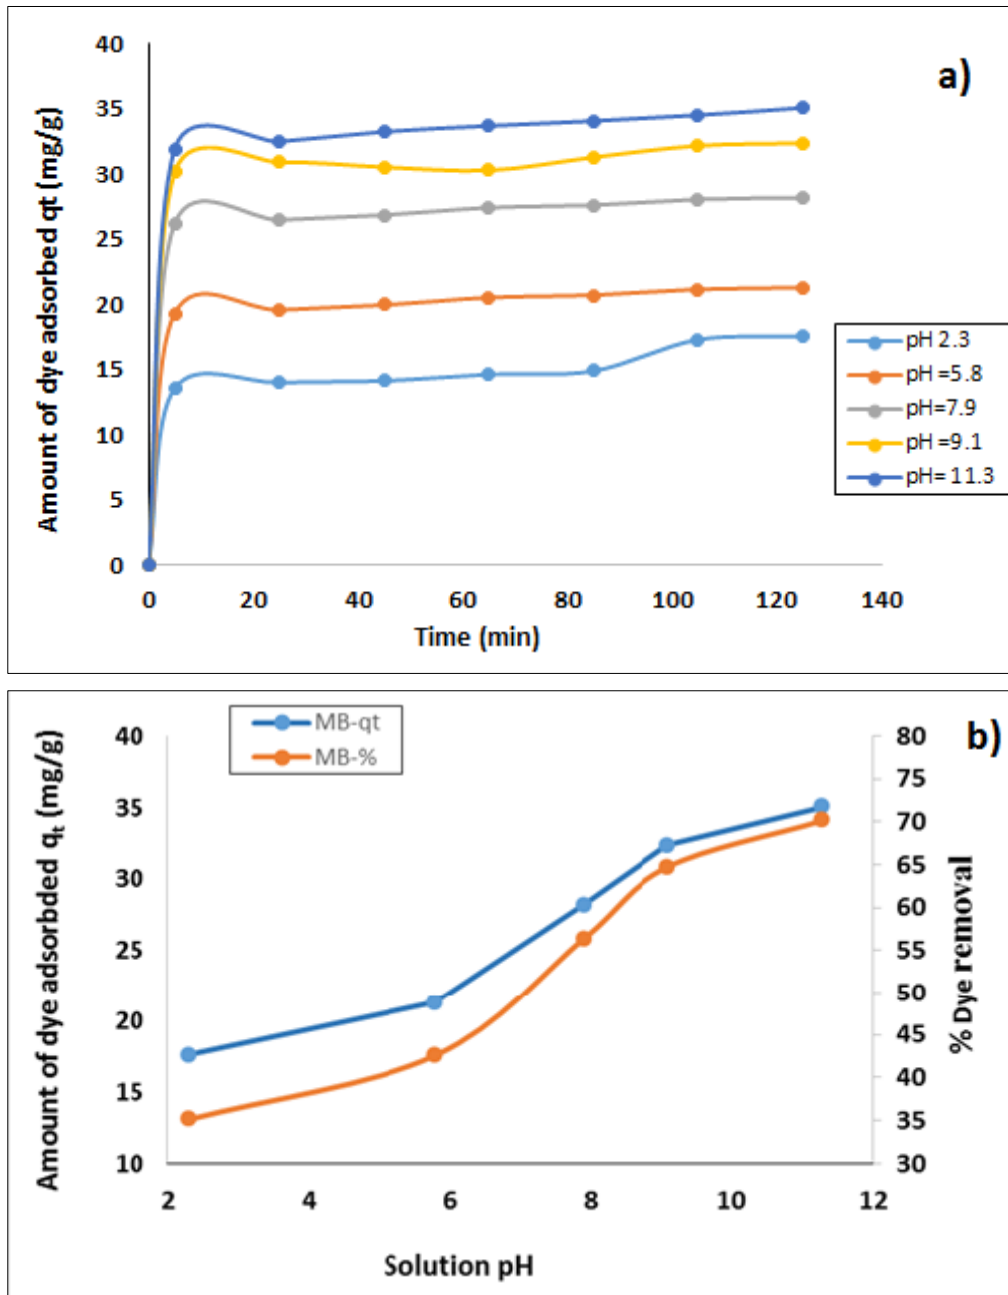 a)
Amount of dye adsorbed qt (mg/g)
40
35
30
25
20
15
10
5
0
0 20 40 60 80 100 120 140
Time (min)
pH 2.3
pH =5.8
pH=7.9
pH =9.1
pH= 11.3
b)
MB-qt
MB-%
Amount of dye adsorbded qt (mg/g)
40
35
30
25
20
15
10
80
75
70
65
60
55
50
45
40
35
30
% Dye removal
2 4 6 8 10 12
Solution pH